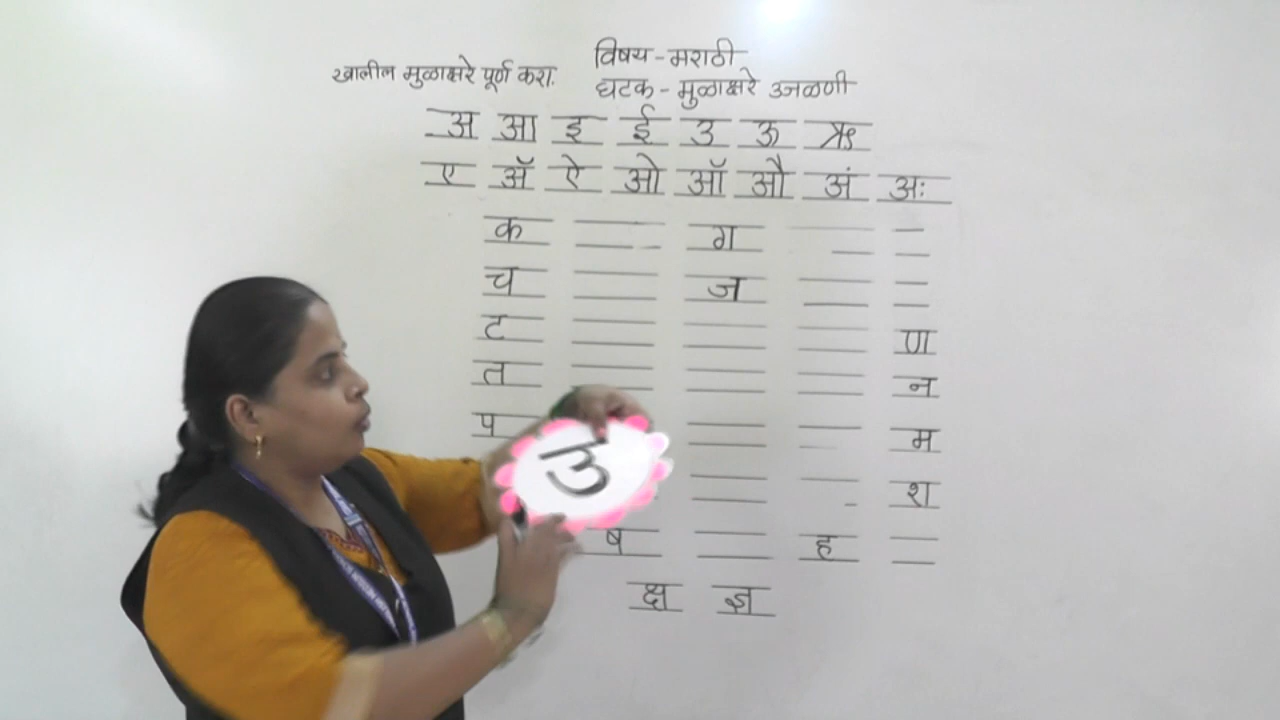 विषय - मराठी
खालील मुळाक्षरे पूर्ण करा.
घटक - मुळाक्षरे उजळणी
अ आ इ ई उ ऊ ऋ
ए ॲ ऐ ओ ऑ औ अं अः
क ग
च ज
ट ण
त न
प म
श
ष ह
क्ष ज्ञ
उ